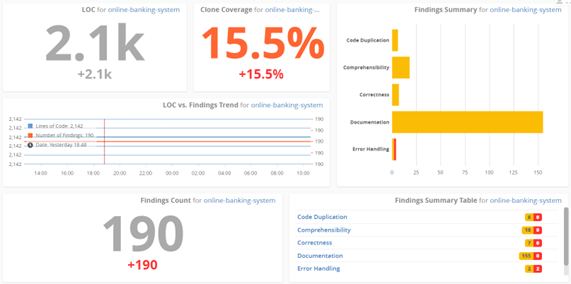 LOC for online-banking-system
2.1k
+2.1k
Clone Coverage for online-banking-...
15.5%
+15.5%
Findings Summary for online-banking-system
Code Duplication
Comprehensibility
Correctness
Documentation
Error Handling
0 25 50 75 100 125 150
LOC vs. Findings Trend for online-banking-system
2,142 190
2,142
2,142 190
2,142 190
2,142 190
2,142
2,142 190
Lines of Code: 2,142
Number of Findings: 190
Date: Yesterday 18:48
14:00 16:00 18:00 20:00 22:00 00:00 02:00 04:00 06:00 08:00 10:00
Findings Count for online-banking-system
190
+190
Findings Summary Table for online-banking-system
Code Duplication 6 0
Comprehensibility 18 0
Correctness 7 0
Documentation 155 0
Error Handling 2 2